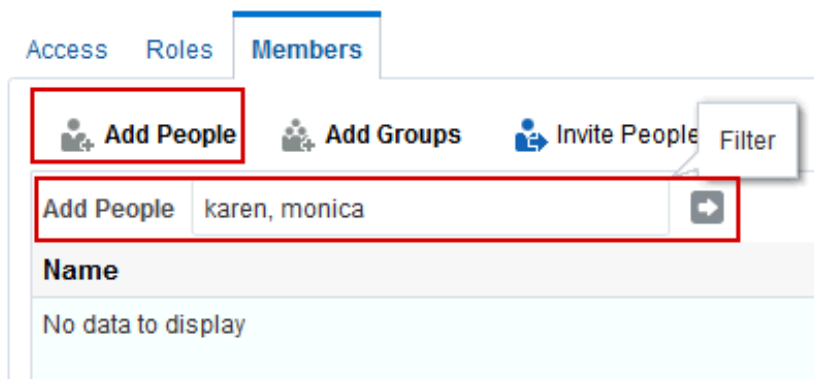 Access Roles Members
Add People Add Groups Invite People
Filter
Add People karen, monica
Name
No data to display